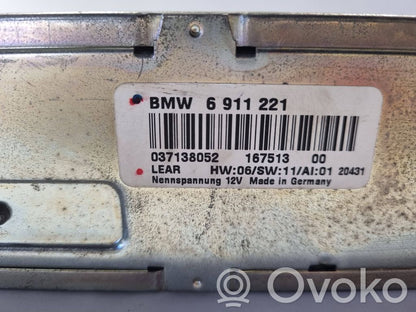 BMW 6 911 221
037138052 167513 00
LEAR HW:06/SW:11/AI:01 20431
Nennspannung 12V Made in Germany
Ovoko